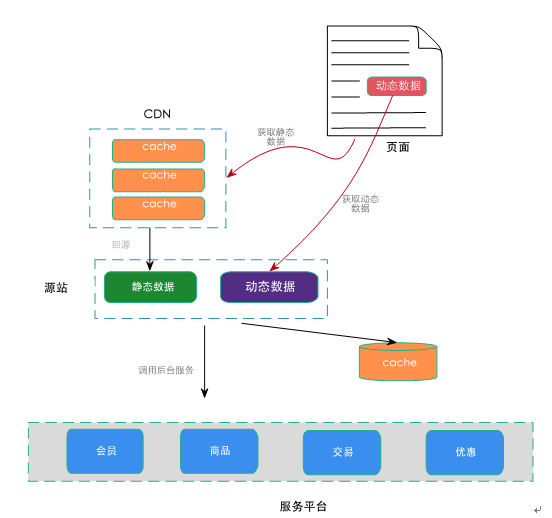 动态数据
页面
CDN
获取静态
数据
cache
cache
cache
获取动态
数据
回源
源站
静态数据
动态数据
cache
调用后台服务
会员
商品
交易
优惠
服务平台